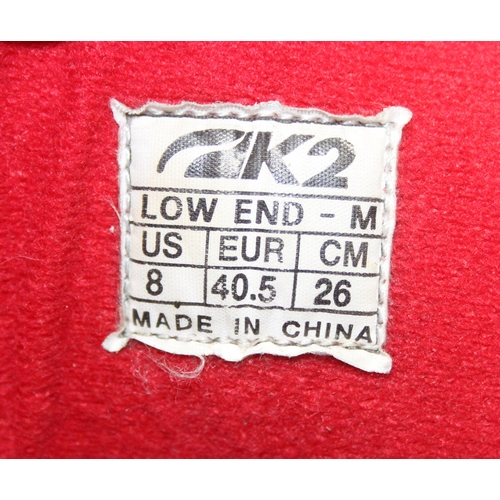 K2
LOW END - M
US EUR CM
8 40.5 26
MADE IN CHINA